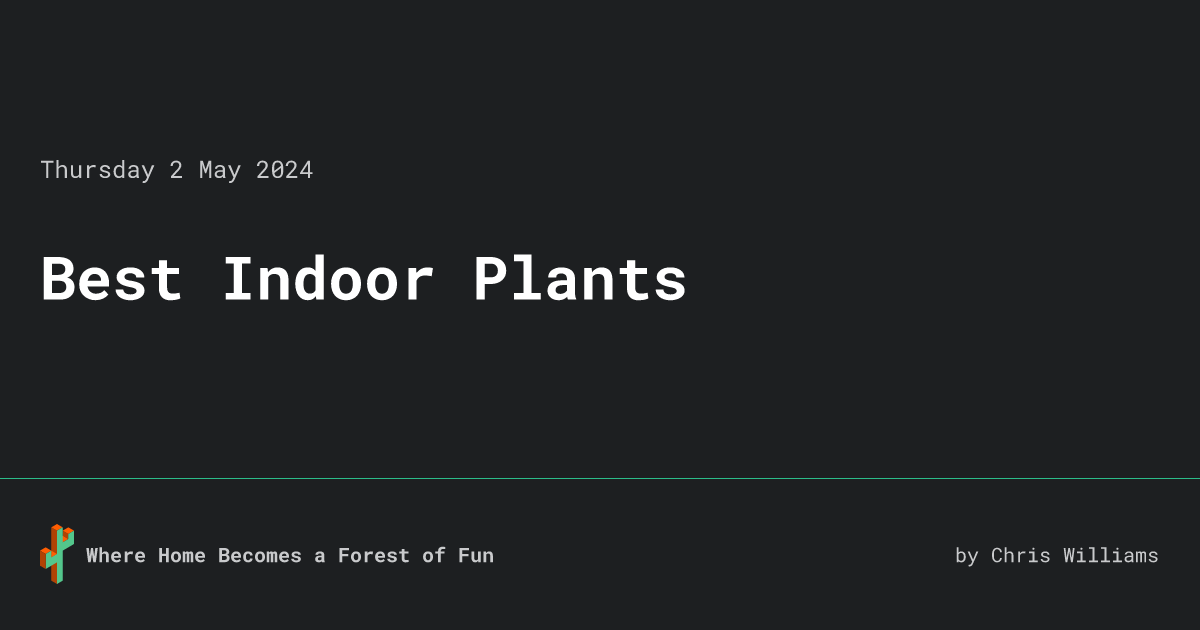 Thursday 2 May 2024
Best Indoor Plants
Where Home Becomes a Forest of Fun
by Chris Williams